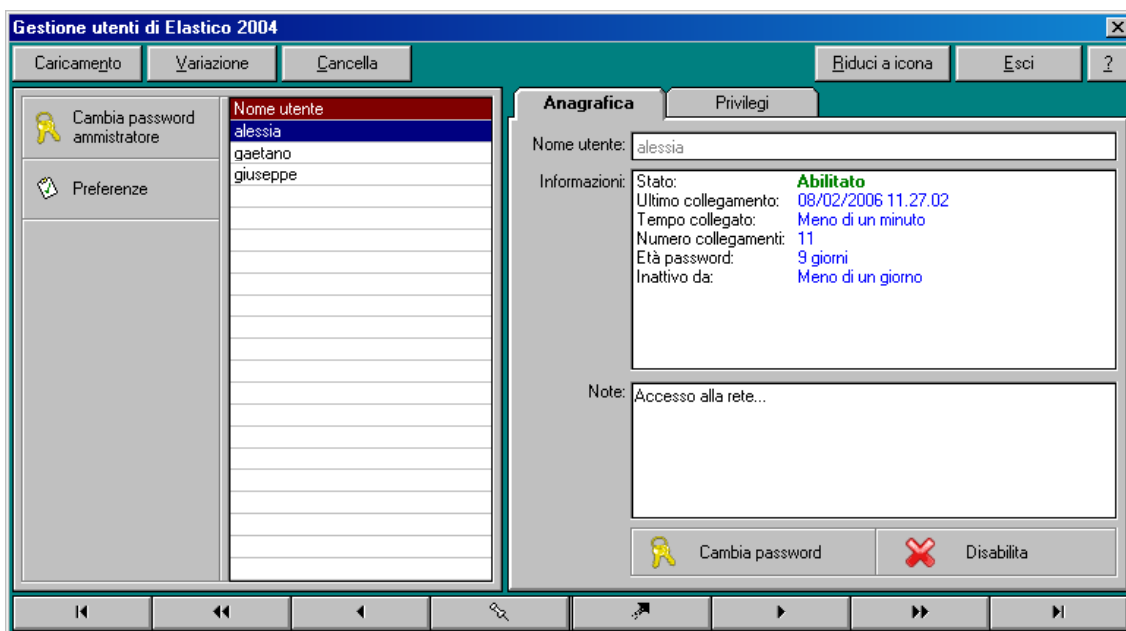 Gestione utenti di Elastico 2004
Caricamento Variazione Cancella Riduci a icona Esci ?
Cambia password
ammistratore
Preferenze
Nome utente
alessia
gaetano
giuseppe
Anagrafica Privilegi
Nome utente: alessia
Informazioni: Stato: Abilitato
Ultimo collegamento: 08/02/2006 11.27.02
Tempo collegato: Meno di un minuto
Numero collegamenti: 11
Età password: 9 giorni
Inattivo da: Meno di un giorno
Note: Accesso alla rete...
Cambia password Disabilita